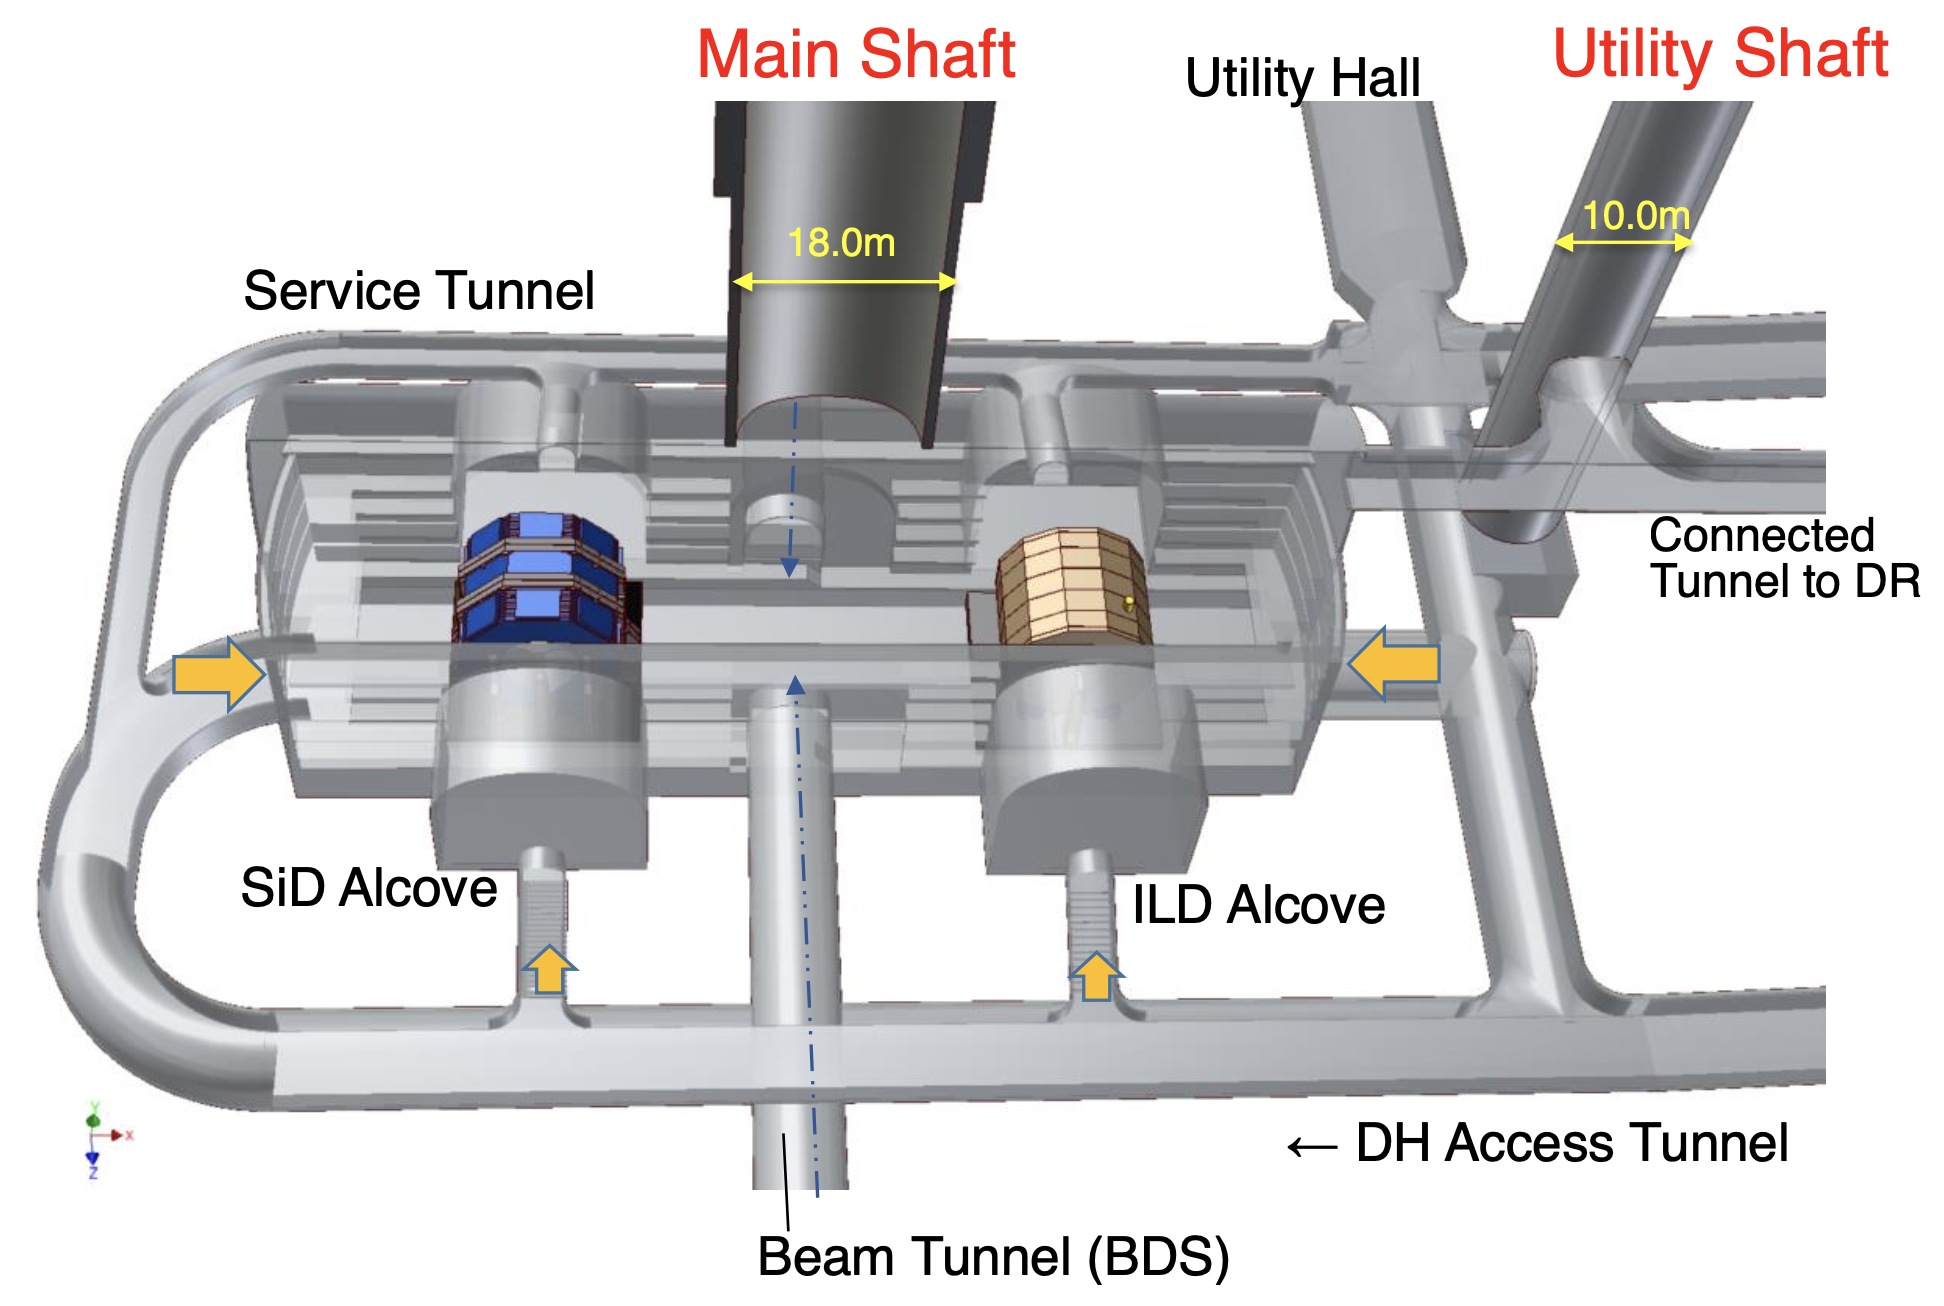 Main Shaft
Utility Shaft
Utility Hall
18.0m
10.0m
Service Tunnel
Connected
Tunnel to DR
SiD Alcove
ILD Alcove
← DH Access Tunnel
Beam Tunnel (BDS)
Y
X
Z